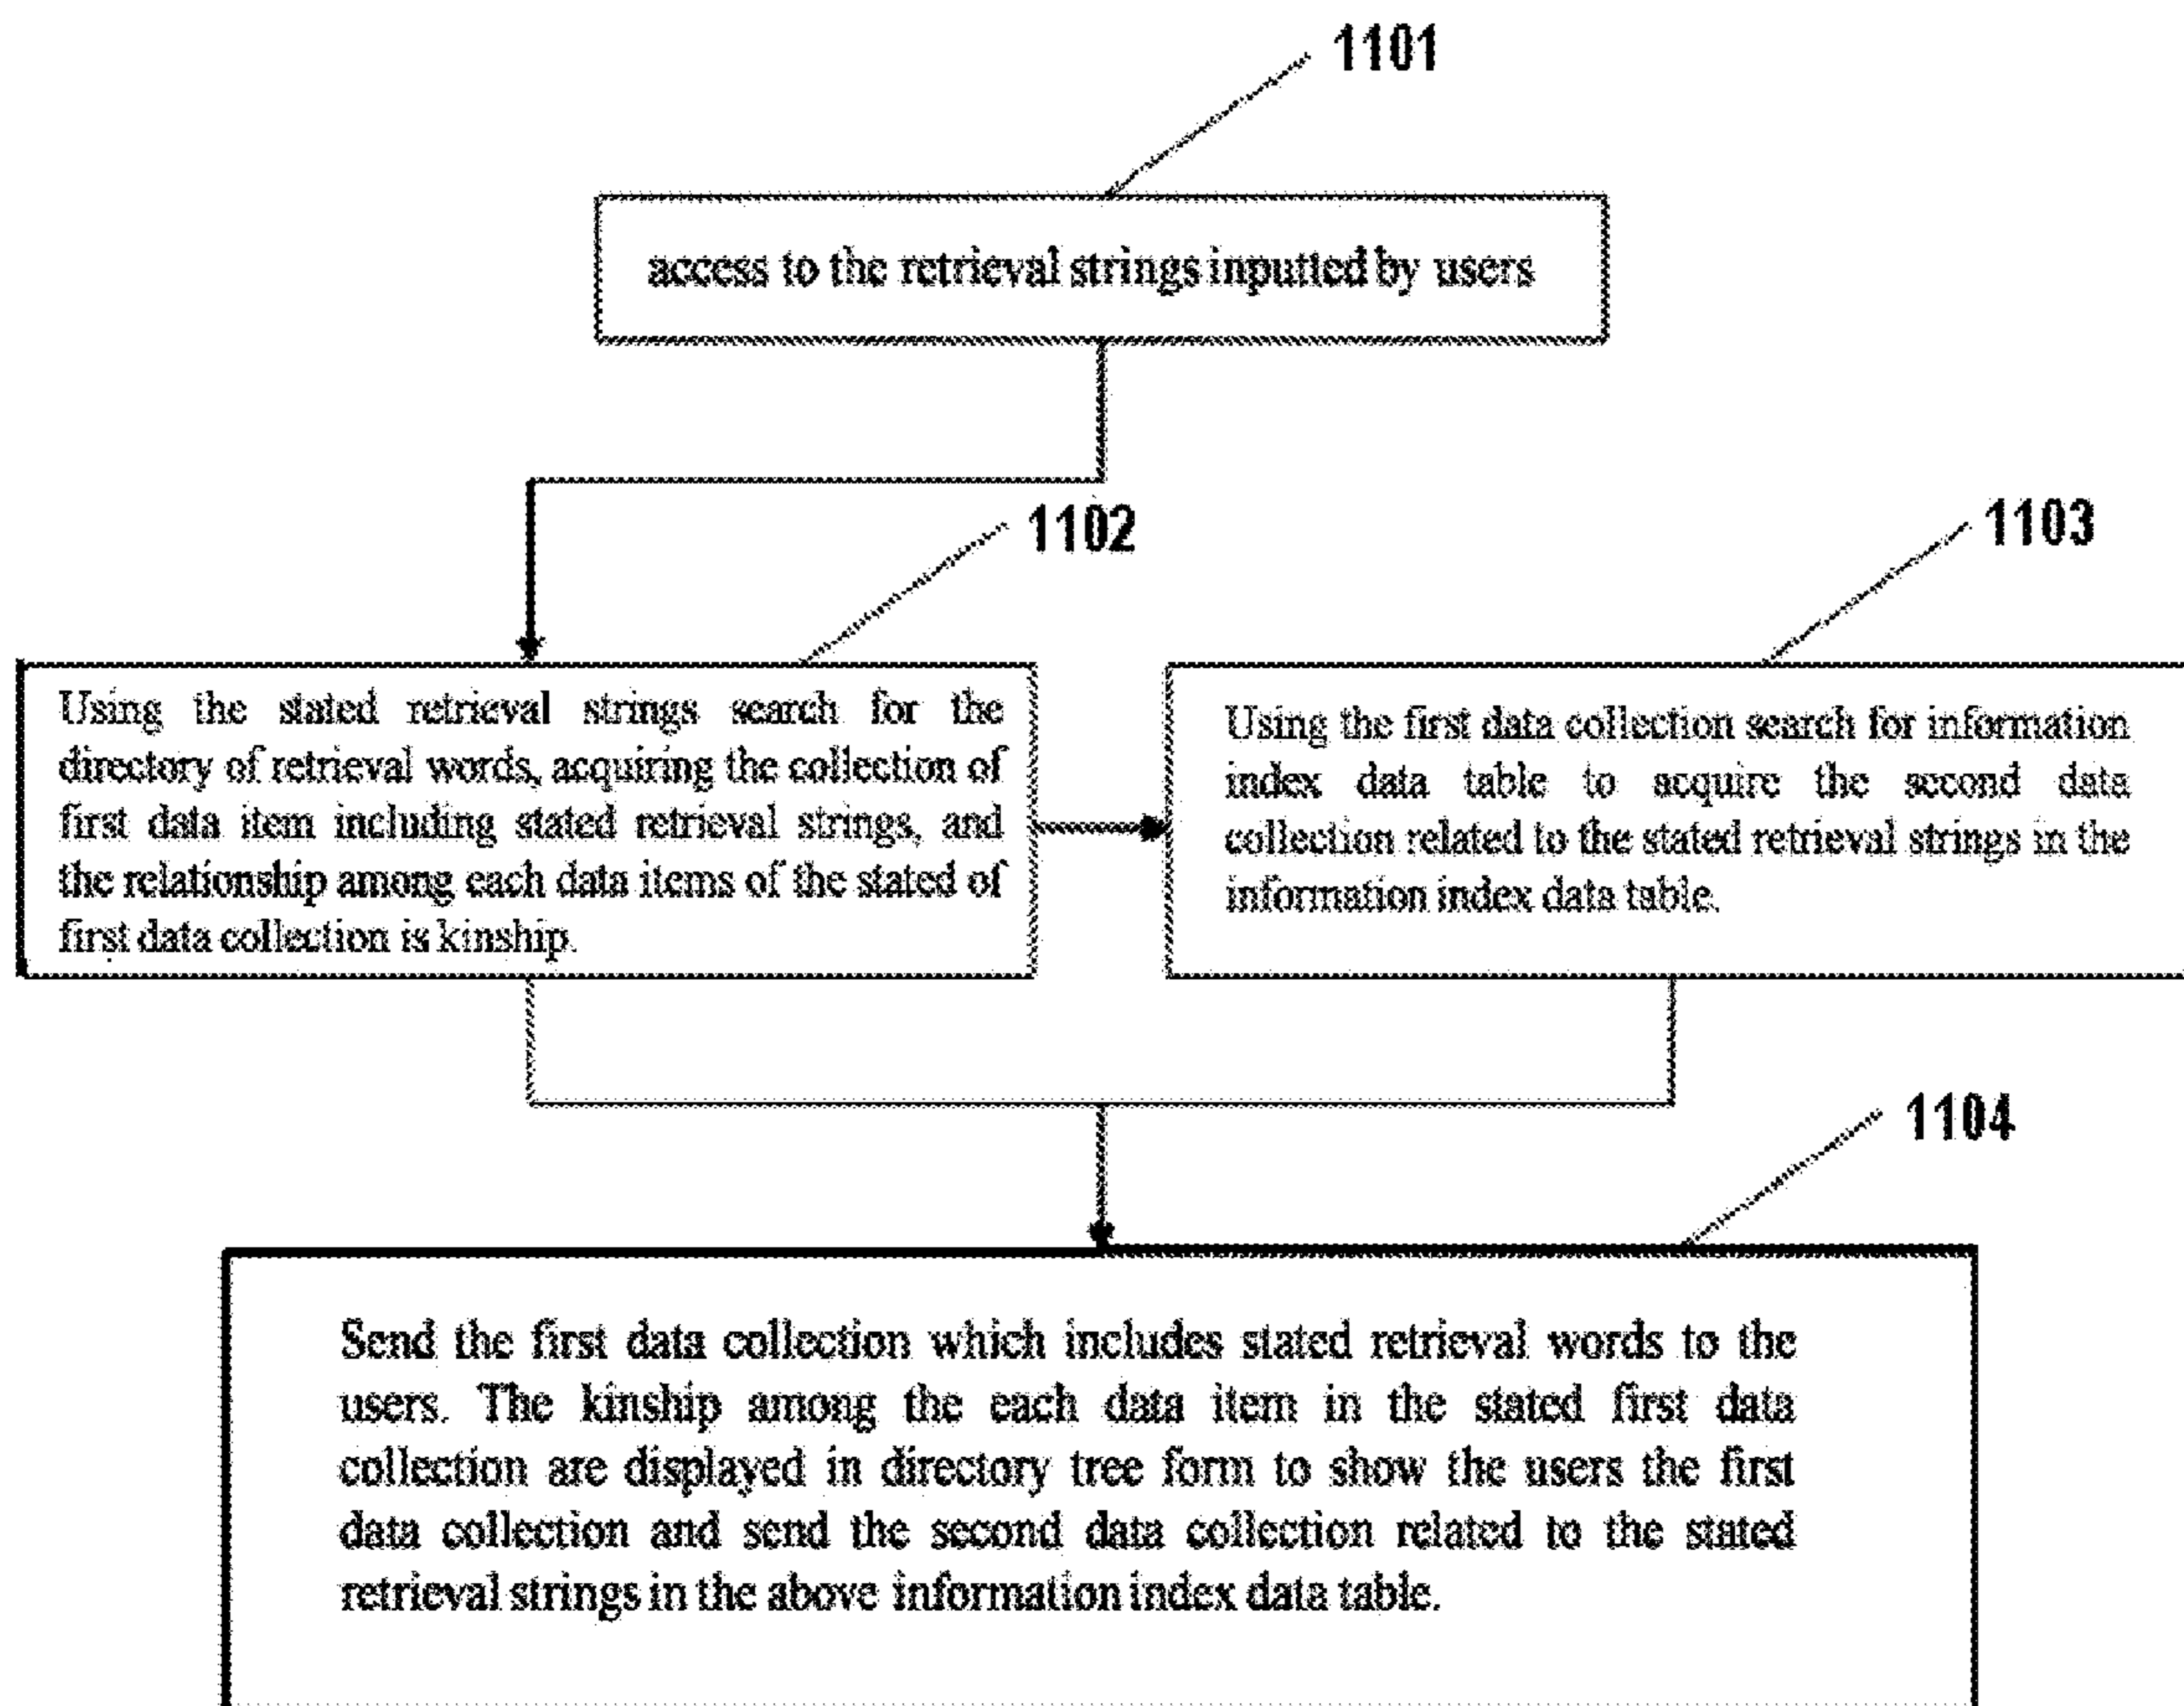 1101
access to the retrieval strings inputted by users
1102
1103
Using the stated retrieval strings search for the
directory of retrieval words, acquiring the collection of
first data item including stated retrieval strings, and
the relationship among each data items of the stated of
first data collection is kinship.
Using the first data collection search for information
index data table to acquire the second data
collection related to the stated retrieval strings in the
information index data table.
1104
Send the first data collection which includes stated retrieval words to the
users. The kinship among the each data item in the stated first data
collection are displayed in directory tree form to show the users the first
data collection and send the second data collection related to the stated
retrieval strings in the above information index data table.